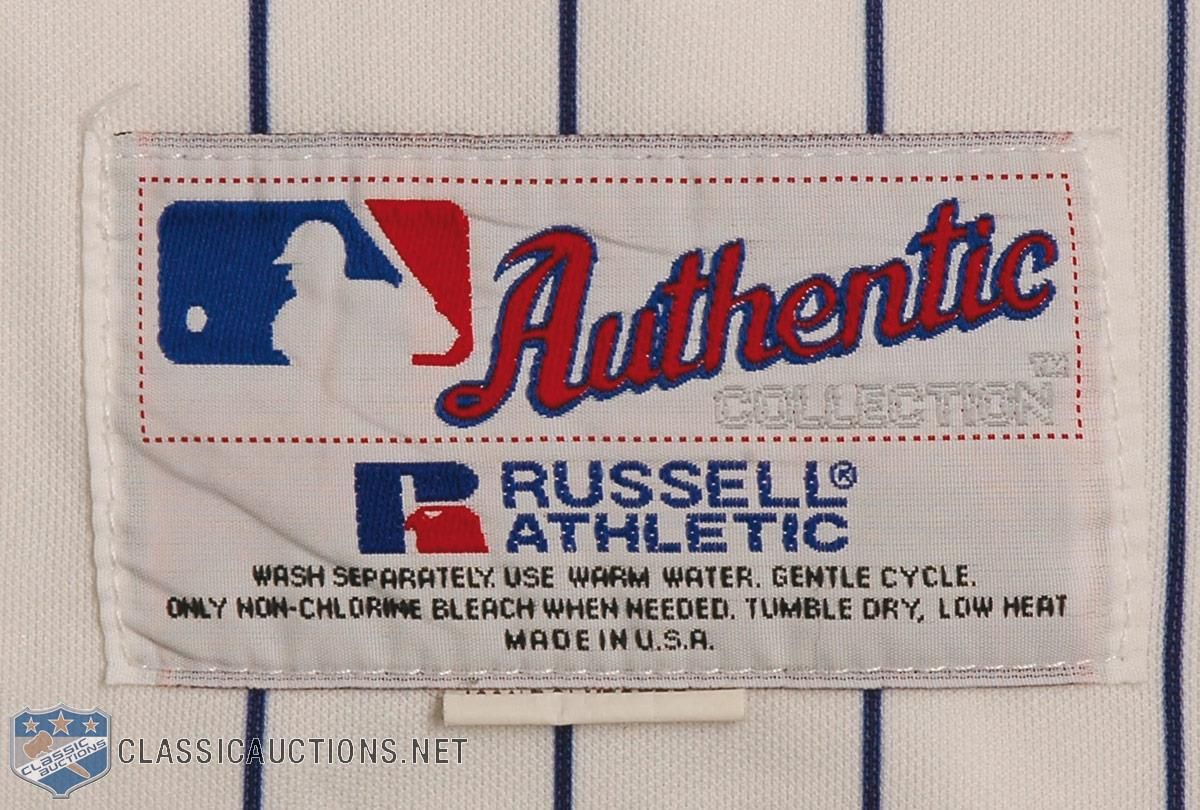 Authentic
COLLECTION™
RUSSELL®
ATHLETIC
WASH SEPARATELY. USE WARM WATER. GENTLE CYCLE.
ONLY NON-CHLORINE BLEACH WHEN NEEDED. TUMBLE DRY, LOW HEAT
MADE IN U.S.A.
CLASSIC
AUCTIONS
CLASSICAUCTIONS.NET